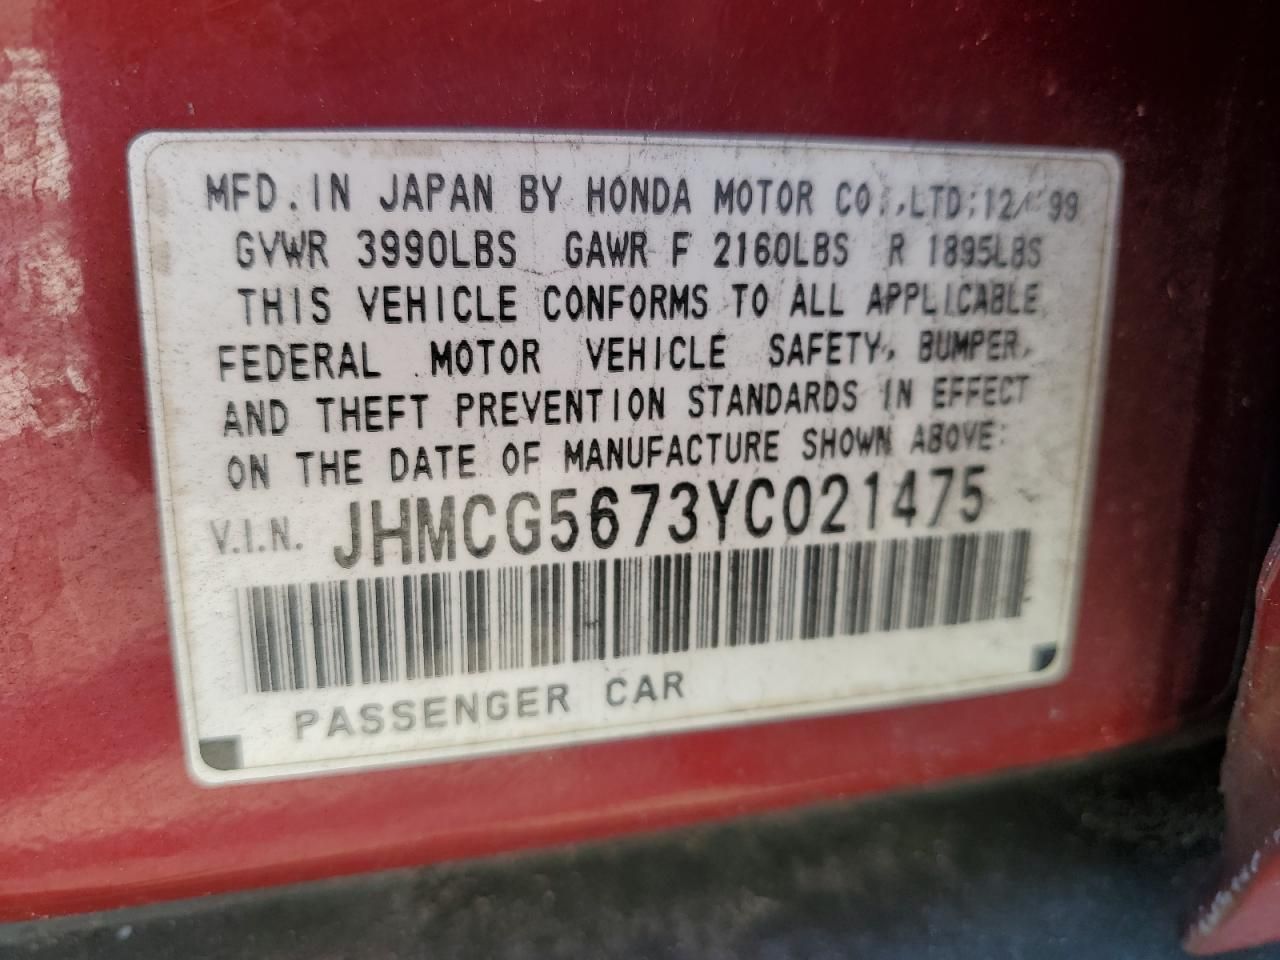 MFD. IN JAPAN BY HONDA MOTOR CO.,LTD; 12/'99
GVWR 3990LBS GAWR F 2160LBS R 1895LBS
THIS VEHICLE CONFORMS TO ALL APPLICABLE
FEDERAL MOTOR VEHICLE SAFETY, BUMPER,
AND THEFT PREVENTION STANDARDS IN EFFECT
ON THE DATE OF MANUFACTURE SHOWN ABOVE:
V.I.N. JHMCG5673YC021475
PASSENGER CAR